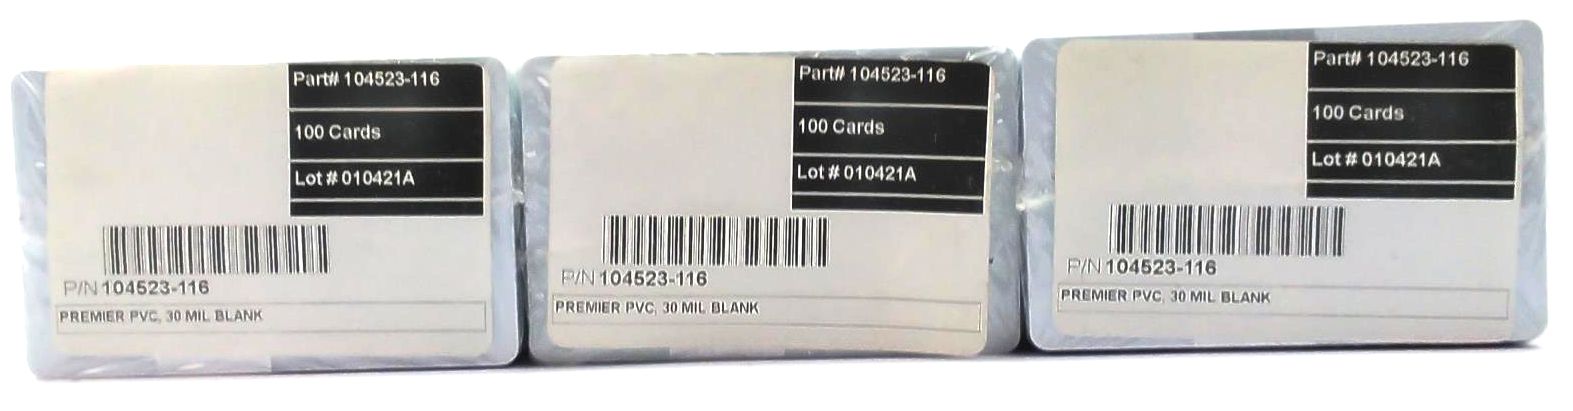 Part# 104523-116
100 Cards
Lot # 010421A
P/N 104523-116
PREMIER PVC, 30 MIL BLANK
Part# 104523-116
100 Cards
Lot # 010421A
P/N 104523-116
PREMIER PVC, 30 MIL BLANK
Part# 104523-116
100 Cards
Lot # 010421A
P/N 104523-116
PREMIER PVC, 30 MIL BLANK